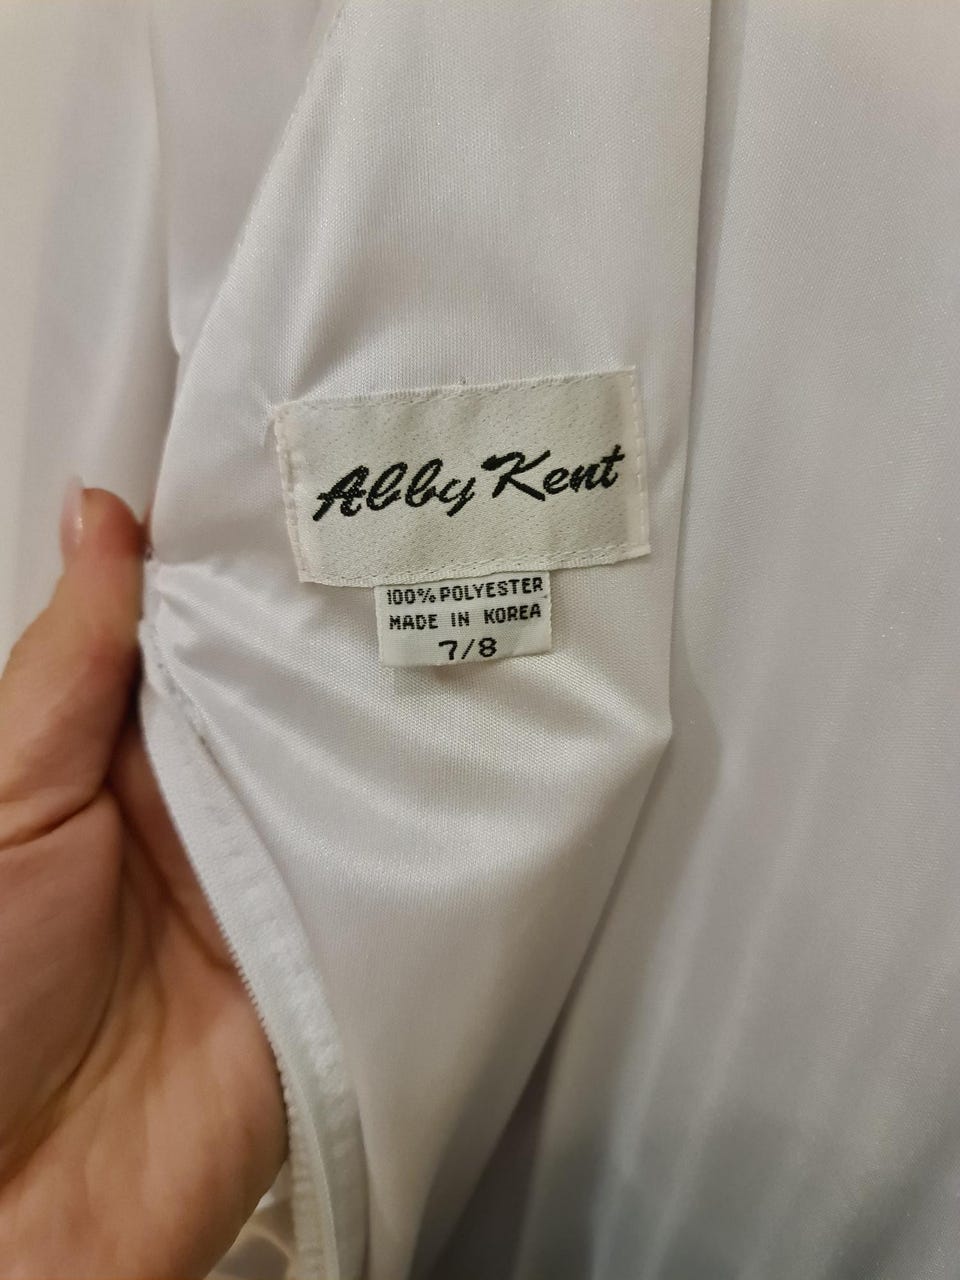 Abby Kent
100% POLYESTER
MADE IN KOREA
7/8